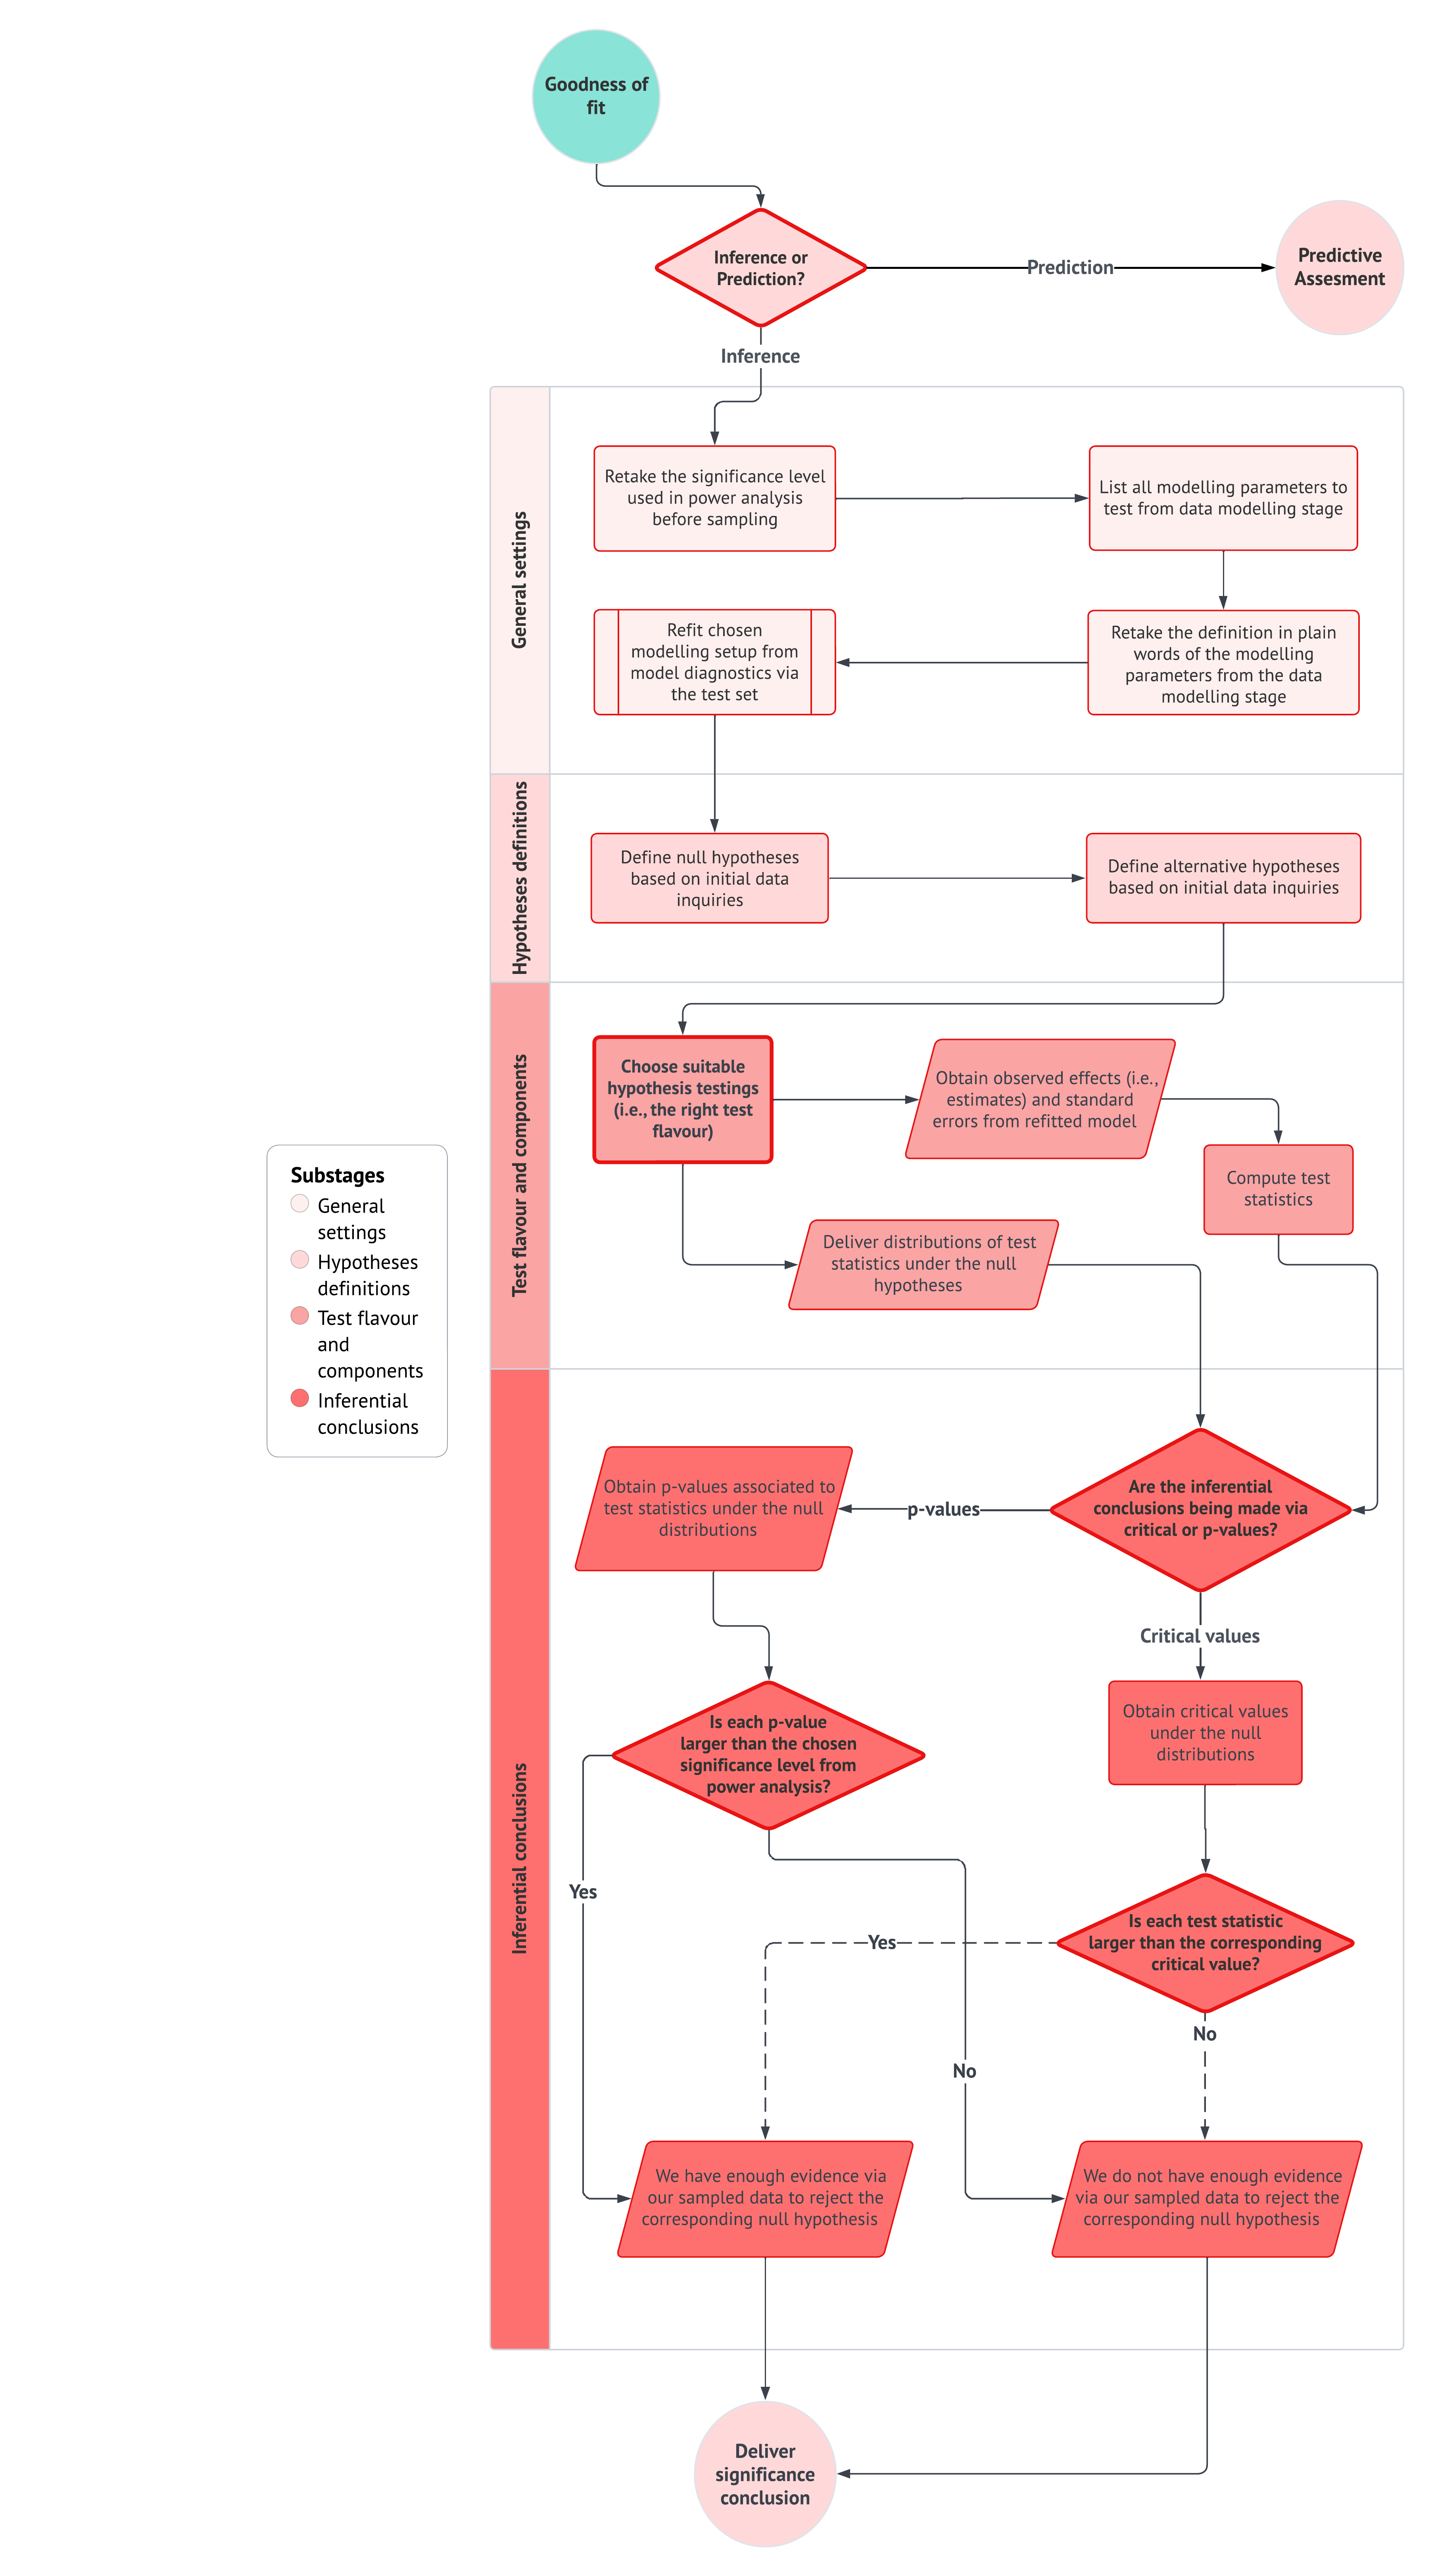 Goodness of
fit
Inference or
Prediction?
Prediction
Predictive
Assesment
Inference
General settings
Retake the significance level
used in power analysis
before sampling
List all modelling parameters to
test from data modelling stage
Refit chosen
modelling setup from
model diagnostics via
the test set
Retake the definition in plain
words of the modelling
parameters from the data
modelling stage
Hypotheses definitions
Define null hypotheses
based on initial data
inquiries
Define alternative hypotheses
based on initial data inquiries
Test flavour and components
Choose suitable
hypothesis testings
(i.e., the right test
flavour)
Obtain observed effects (i.e.,
estimates) and standard
errors from refitted model
Compute test
statistics
Deliver distributions of test
statistics under the null
hypotheses
Substages
General
settings
Hypotheses
definitions
Test flavour
and
components
Inferential
conclusions
Inferential conclusions
Obtain p-values associated to
test statistics under the null
distributions
p-values
Are the inferential
conclusions being made via
critical or p-values?
Critical values
Is each p-value
larger than the chosen
significance level from
power analysis?
Obtain critical values
under the null
distributions
Yes
Yes
Is each test statistic
larger than the corresponding
critical value?
No
No
We have enough evidence via
our sampled data to reject the
corresponding null hypothesis
We do not have enough evidence
via our sampled data to reject the
corresponding null hypothesis
Deliver
significance
conclusion